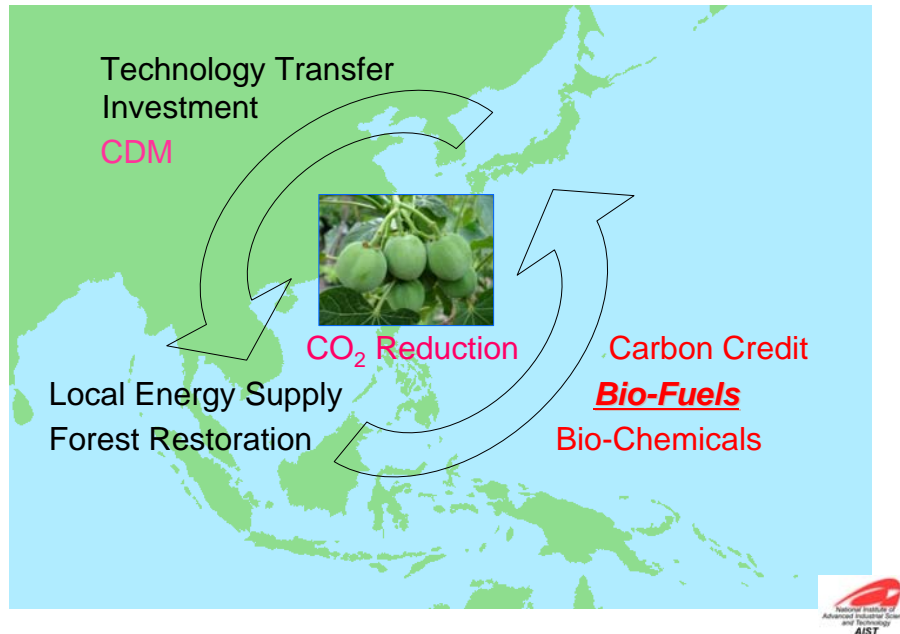 Technology Transfer
Investment
CDM
CO₂ Reduction
Carbon Credit
Local Energy Supply
Bio-Fuels
Forest Restoration
Bio-Chemicals
National Institute of
Advanced Industrial Scien
and Technology
AIST